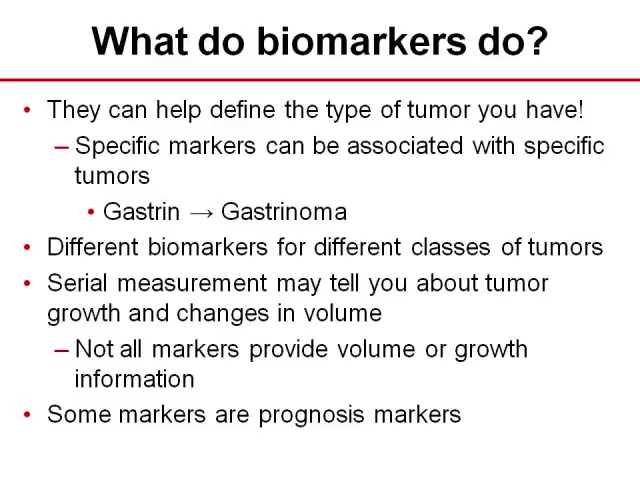 What do biomarkers do?
• They can help define the type of tumor you have!
– Specific markers can be associated with specific
tumors
• Gastrin → Gastrinoma
• Different biomarkers for different classes of tumors
• Serial measurement may tell you about tumor
growth and changes in volume
– Not all markers provide volume or growth
information
• Some markers are prognosis markers